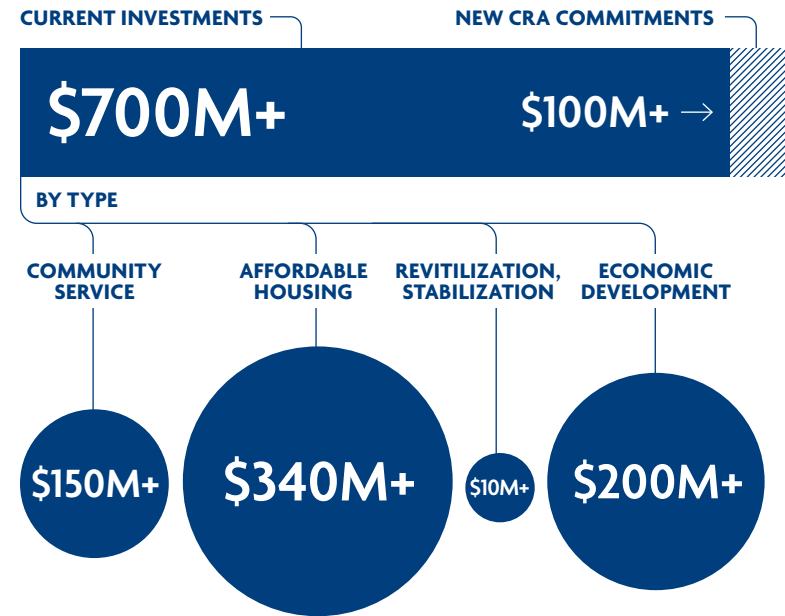 CURRENT INVESTMENTS
NEW CRA COMMITMENTS
$700M+
$100M+ →
BY TYPE
COMMUNITY
SERVICE
AFFORDABLE
HOUSING
REVITILIZATION,
STABILIZATION
ECONOMIC
DEVELOPMENT
$150M+
$340M+
$10M+
$200M+